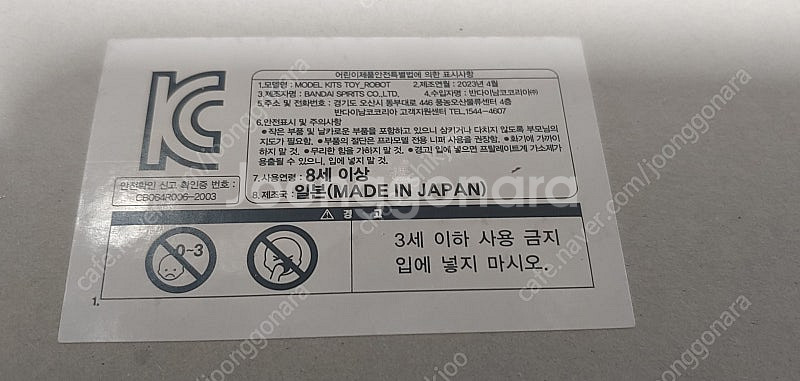 어린이제품안전특별법에 의한 표시사항
1.모델명 : MODEL KITS TOY_ROBOT 2.제조연월 : 2023년 4월
3.제조자명 : BANDAI SPIRITS CO.,LTD. 4.수입자명 : 반다이남코코리아㈜
5.주소 및 전화번호 : 경기도 오산시 동부대로 446 풍농오산물류센터 4층
반다이남코코리아 고객지원센터 TEL.1544-4607
6.안전표시 및 주의사항
●작은 부품 및 날카로운 부품을 포함하고 있으니 삼키거나 다치지 않도록 부모님의
지도가 필요함. ●부품의 절단은 프라모델 전용 니퍼 사용을 권장함. ●화기에 가까이
하지 말 것. ●무리한 힘을 가하지 말 것. ●경고! 입에 넣으면 프탈레이트계 가소제가
용출될 수 있으니, 입에 넣지 말 것.
7. 사용연령 : 8세 이상
8. 제조국 : 일본(MADE IN JAPAN)
KC
안전확인 신고 확인증 번호 :
CB064R006-2003
⚠ 경 고
0~3
3세 이하 사용 금지
입에 넣지 마시오.
1.
joonggonara
cafe.naver.com/joonggonara